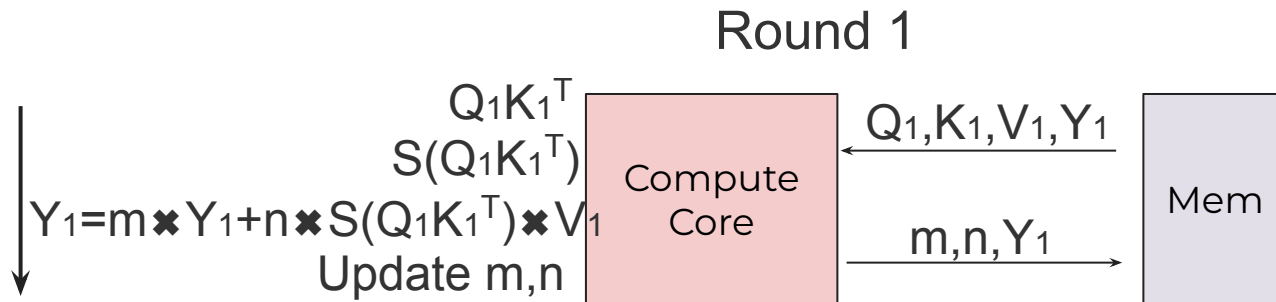 Round 1
Q₁K₁ᵀ
S(Q₁K₁ᵀ)
Y₁=m✖Y₁+n✖S(Q₁K₁ᵀ)✖V₁
Update m,n
Compute
Core
Q₁,K₁,V₁,Y₁
m,n,Y₁
Mem